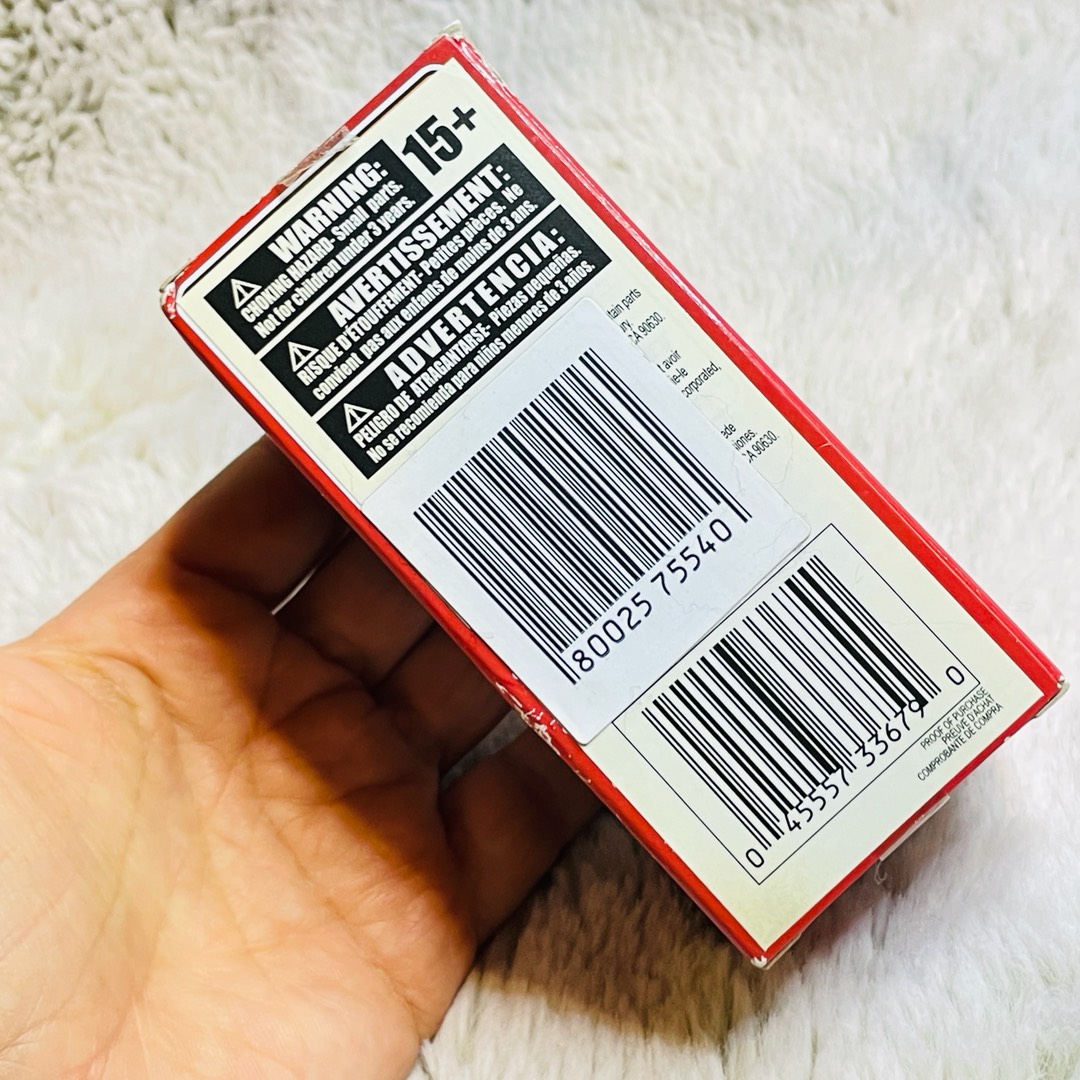 15+
WARNING:
CHOKING HAZARD- Small parts.
Not for children under 3 years.
AVERTISSEMENT:
RISQUE D'ÉTOUFFEMENT- Petites pièces. Ne
convient pas aux enfants de moins de 3 ans.
ADVERTENCIA:
PELIGRO DE ATRAGANTARSE- Piezas pequeñas.
No se recomienda para niños menores de 3 años.
tain parts
CA 90630.
avoir
corporated,
iones.
CA 90630.
80025 75540
0 45557 33679 0
PROOF OF PURCHASE
PREUVE D'ACHAT
COMPROBANTE DE COMPRA